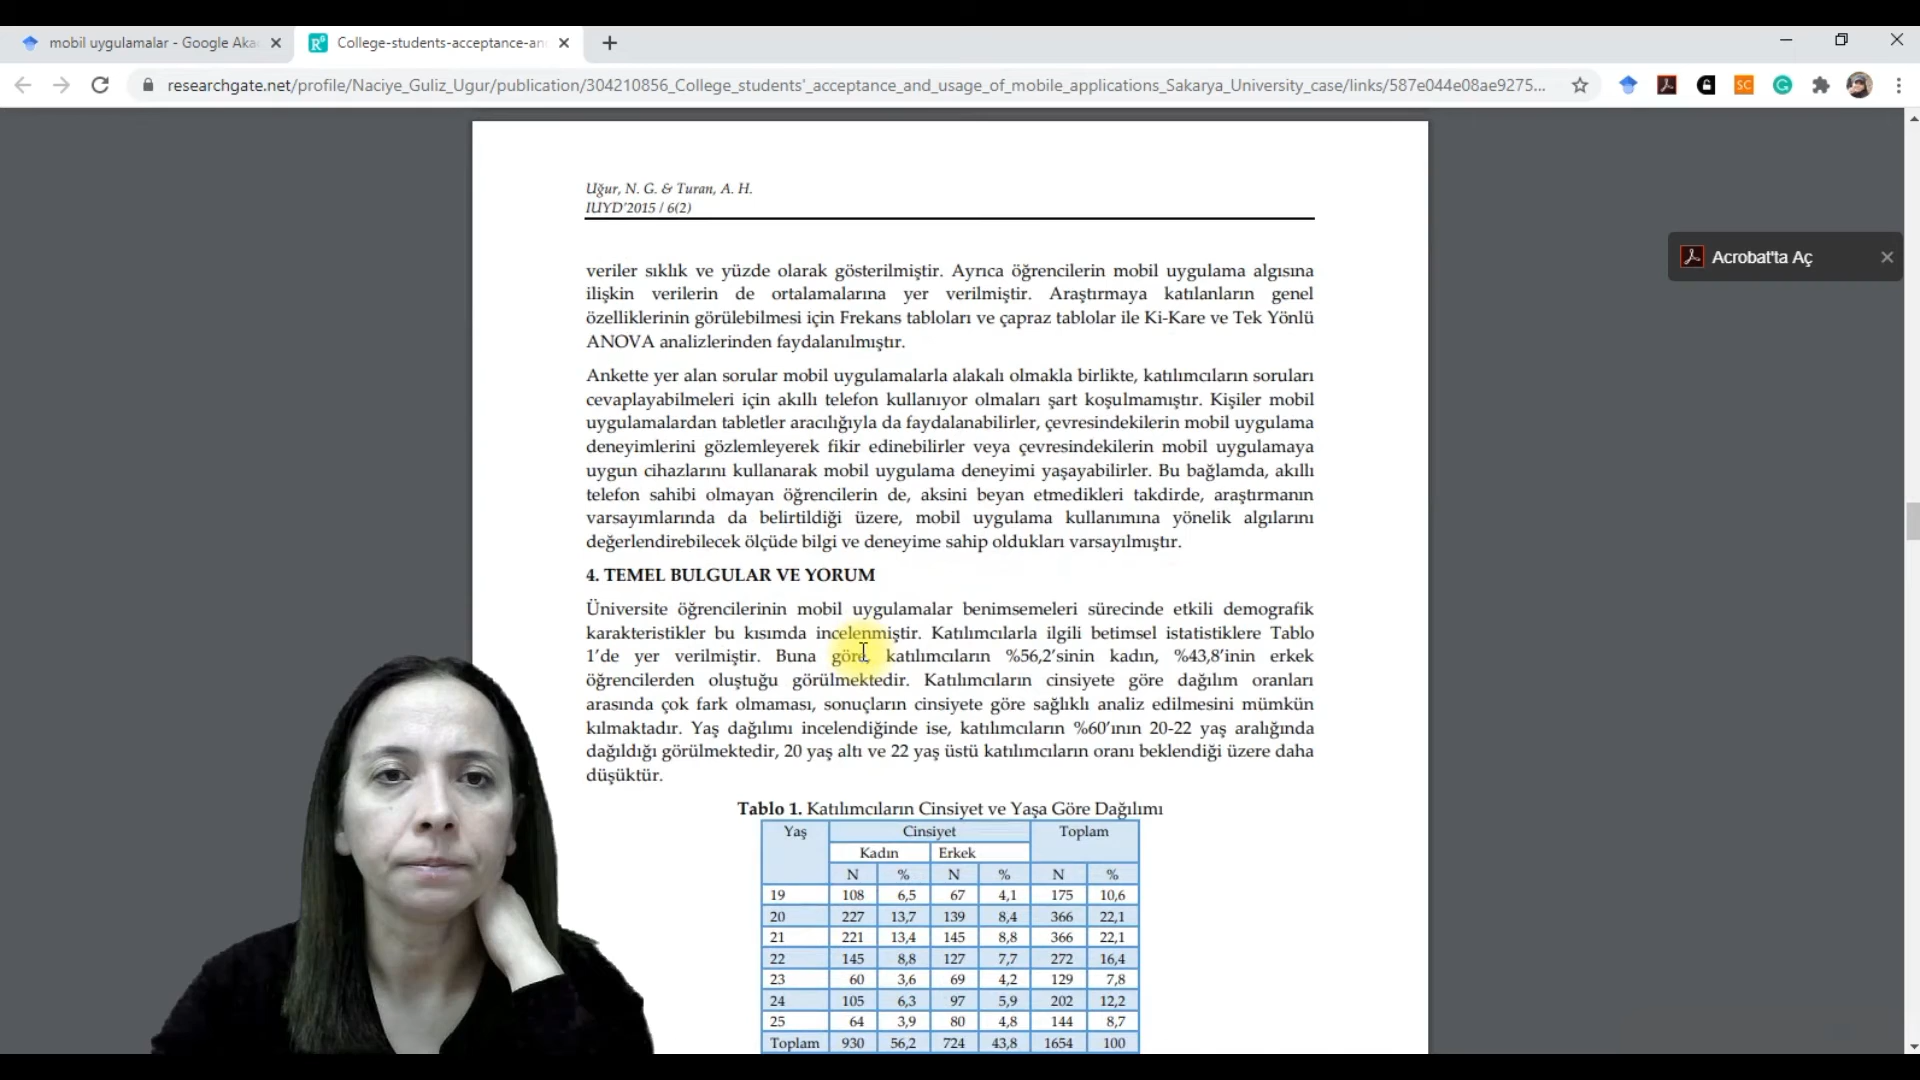 mobil uygulamalar - Google Aka
College-students-acceptance-an
researchgate.net/profile/Naciye_Guliz_Ugur/publication/304210856_College_students'_acceptance_and_usage_of_mobile_applications_Sakarya_University_case/links/587e044e08ae9275...
SC
Acrobat'ta Aç
Uğur, N. G. & Turan, A. H.
IUYD'2015 / 6(2)
veriler sıklık ve yüzde olarak gösterilmiştir. Ayrıca öğrencilerin mobil uygulama algısına
ilişkin verilerin de ortalamalarına yer verilmiştir. Araştırmaya katılanların genel
özelliklerinin görülebilmesi için Frekans tabloları ve çapraz tablolar ile Ki-Kare ve Tek Yönlü
ANOVA analizlerinden faydalanılmıştır.
Ankette yer alan sorular mobil uygulamalarla alakalı olmakla birlikte, katılımcıların soruları
cevaplayabilmeleri için akıllı telefon kullanıyor olmaları şart koşulmamıştır. Kişiler mobil
uygulamalardan tabletler aracılığıyla da faydalanabilirler, çevresindekilerin mobil uygulama
deneyimlerini gözlemleyerek fikir edinebilirler veya çevresindekilerin mobil uygulamaya
uygun cihazlarını kullanarak mobil uygulama deneyimi yaşayabilirler. Bu bağlamda, akıllı
telefon sahibi olmayan öğrencilerin de, aksini beyan etmedikleri takdirde, araştırmanın
varsayımlarında da belirtildiği üzere, mobil uygulama kullanımına yönelik algılarını
değerlendirebilecek ölçüde bilgi ve deneyime sahip oldukları varsayılmıştır.
4. TEMEL BULGULAR VE YORUM
Üniversite öğrencilerinin mobil uygulamalar benimsemeleri sürecinde etkili demografik
karakteristikler bu kısımda incelenmiştir. Katılımcılarla ilgili betimsel istatistiklere Tablo
1'de yer verilmiştir. Buna göre, katılımcıların %56,2'sinin kadın, %43,8'inin erkek
öğrencilerden oluştuğu görülmektedir. Katılımcıların cinsiyete göre dağılım oranları
arasında çok fark olmaması, sonuçların cinsiyete göre sağlıklı analiz edilmesini mümkün
kılmaktadır. Yaş dağılımı incelendiğinde ise, katılımcıların %60'ının 20-22 yaş aralığında
dağıldığı görülmektedir, 20 yaş altı ve 22 yaş üstü katılımcıların oranı beklendiği üzere daha
düşüktür.
Tablo 1. Katılımcıların Cinsiyet ve Yaşa Göre Dağılımı
Yaş Cinsiyet Toplam
Kadın Erkek
N % N % N %
19 108 6,5 67 4,1 175 10,6
20 227 13,7 139 8,4 366 22,1
21 221 13,4 145 8,8 366 22,1
22 145 8,8 127 7,7 272 16,4
23 60 3,6 69 4,2 129 7,8
24 105 6,3 97 5,9 202 12,2
25 64 3,9 80 4,8 144 8,7
Toplam 930 56,2 724 43,8 1654 100